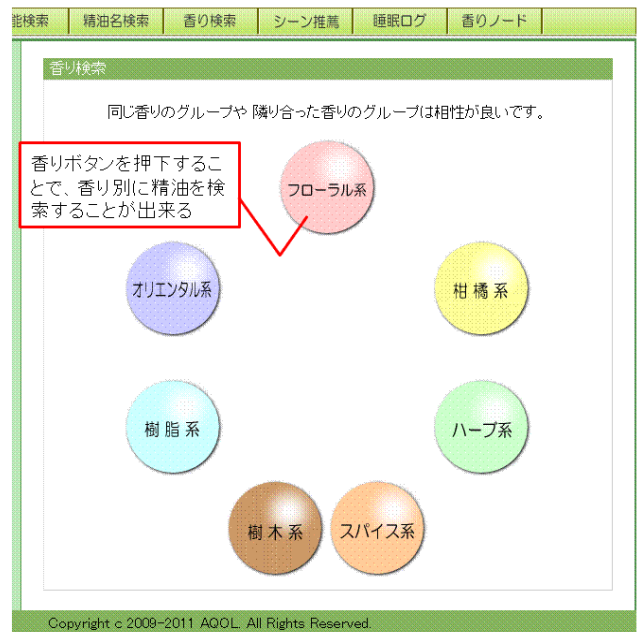 能検索 精油名検索 香り検索 シーン推薦 睡眠ログ 香りノード
香り検索
同じ香りのグループや 隣り合った香りのグループは相性が良いです。
香りボタンを押下するこ
とで、香り別に精油を検
索することが出来る
フローラル系
オリエンタル系
柑 橘 系
樹 脂 系
ハーブ系
樹 木 系
スパイス系
Copyright c 2009-2011 AQOL. All Rights Reserved.